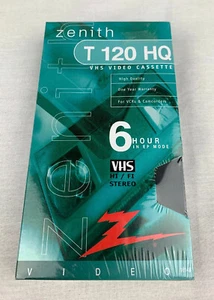 zenith
T 120 HQ
VHS VIDEO CASSETTE
High Quality
One Year Warranty
For VCRs & Camcorders
6 HOUR
IN EP MODE
VHS
HI / FI
STEREO
Zenith
Z
VIDEO